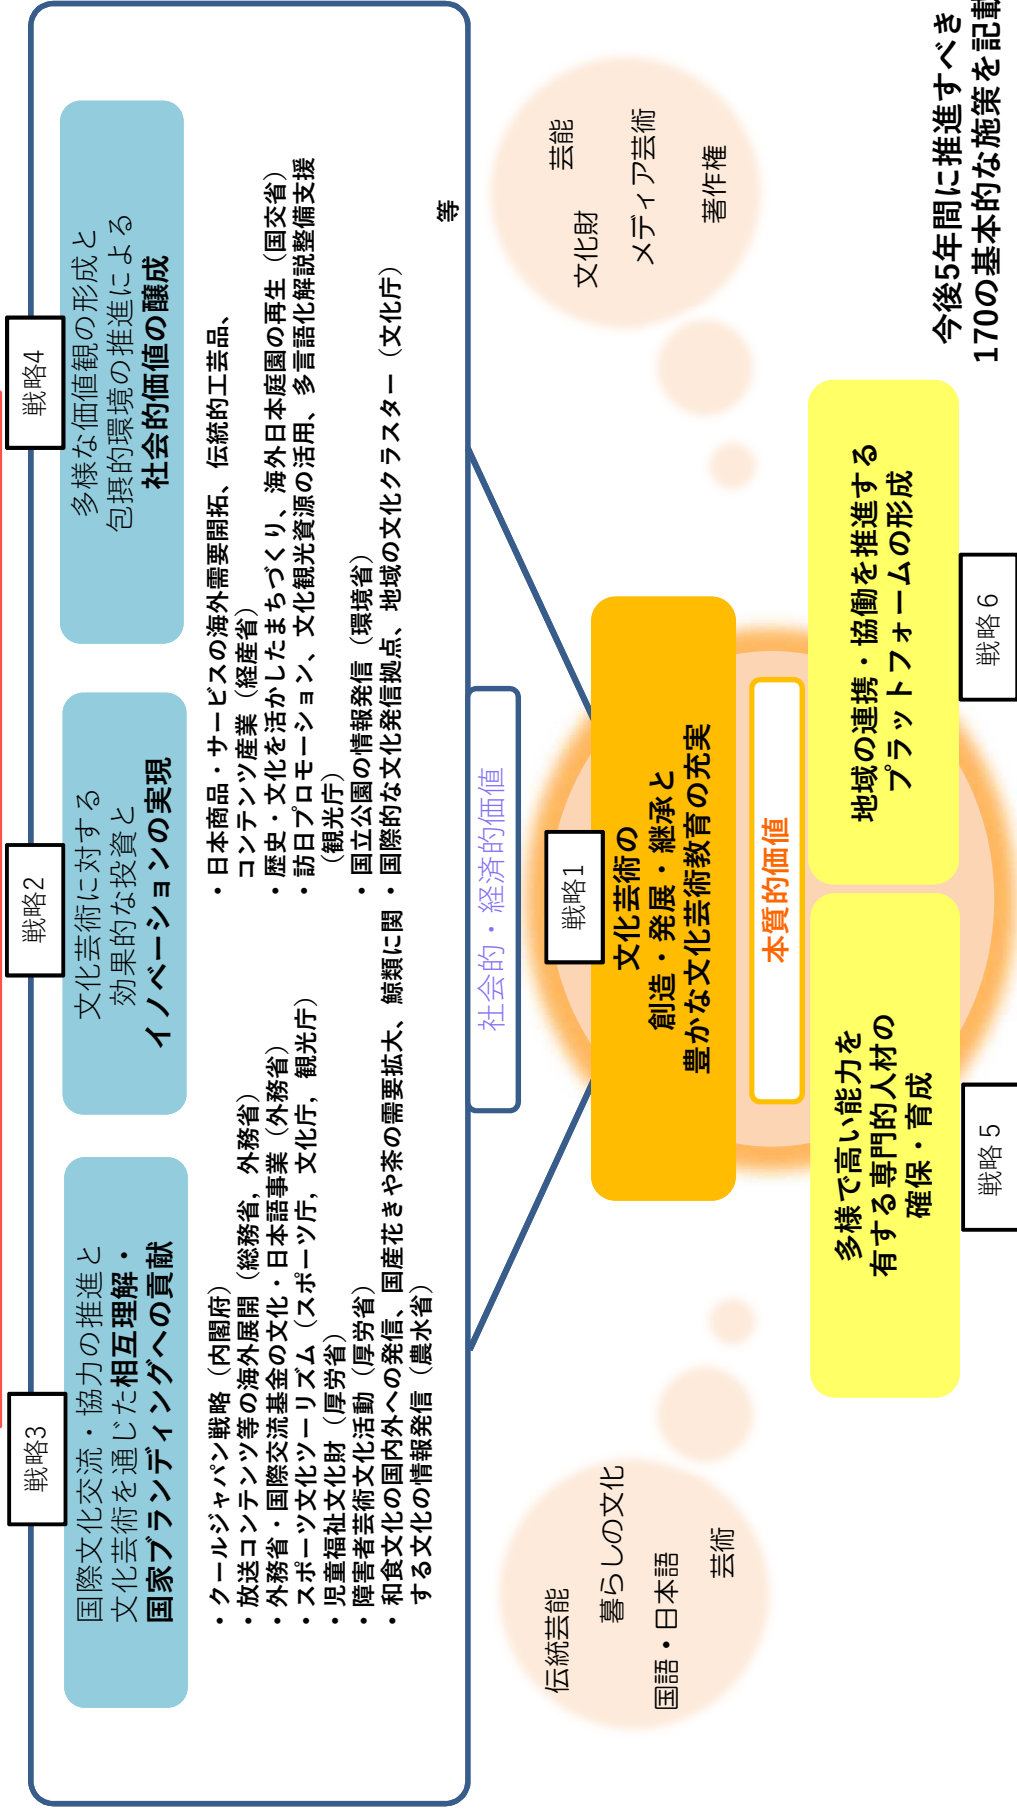 戦略3
国際文化交流・協力の推進と
文化芸術を通じた相互理解・
国家ブランディングへの貢献
戦略2
文化芸術に対する
効果的な投資と
イノベーションの実現
戦略4
多様な価値観の形成と
包摂的環境の推進による
社会的価値の醸成
・クールジャパン戦略（内閣府）
・放送コンテンツ等の海外展開（総務省，外務省）
・外務省・国際交流基金の文化・日本語事業（外務省）
・スポーツ文化ツーリズム（スポーツ庁，文化庁，観光庁）
・児童福祉文化財（厚労省）
・障害者芸術文化活動（厚労省）
・和食文化の国内外への発信、国産花きや茶の需要拡大、鯨類に関
する文化の情報発信（農水省）
・日本商品・サービスの海外需要開拓、伝統的工芸品、
コンテンツ産業（経産省）
・歴史・文化を活かしたまちづくり、海外日本庭園の再生（国交省）
・訪日プロモーション、文化観光資源の活用、多言語化解説整備支援
（観光庁）
・国立公園の情報発信（環境省）
・国際的な文化発信拠点、地域の文化クラスター（文化庁）
等
社会的・経済的価値
伝統芸能
暮らしの文化
国語・日本語
芸術
戦略1
文化芸術の
創造・発展・継承と
豊かな文化芸術教育の充実
本質的価値
芸能
文化財
メディア芸術
著作権
多様で高い能力を
有する専門的人材の
確保・育成
戦略５
地域の連携・協働を推進する
プラットフォームの形成
戦略６
今後5年間に推進すべき
170の基本的な施策を記載